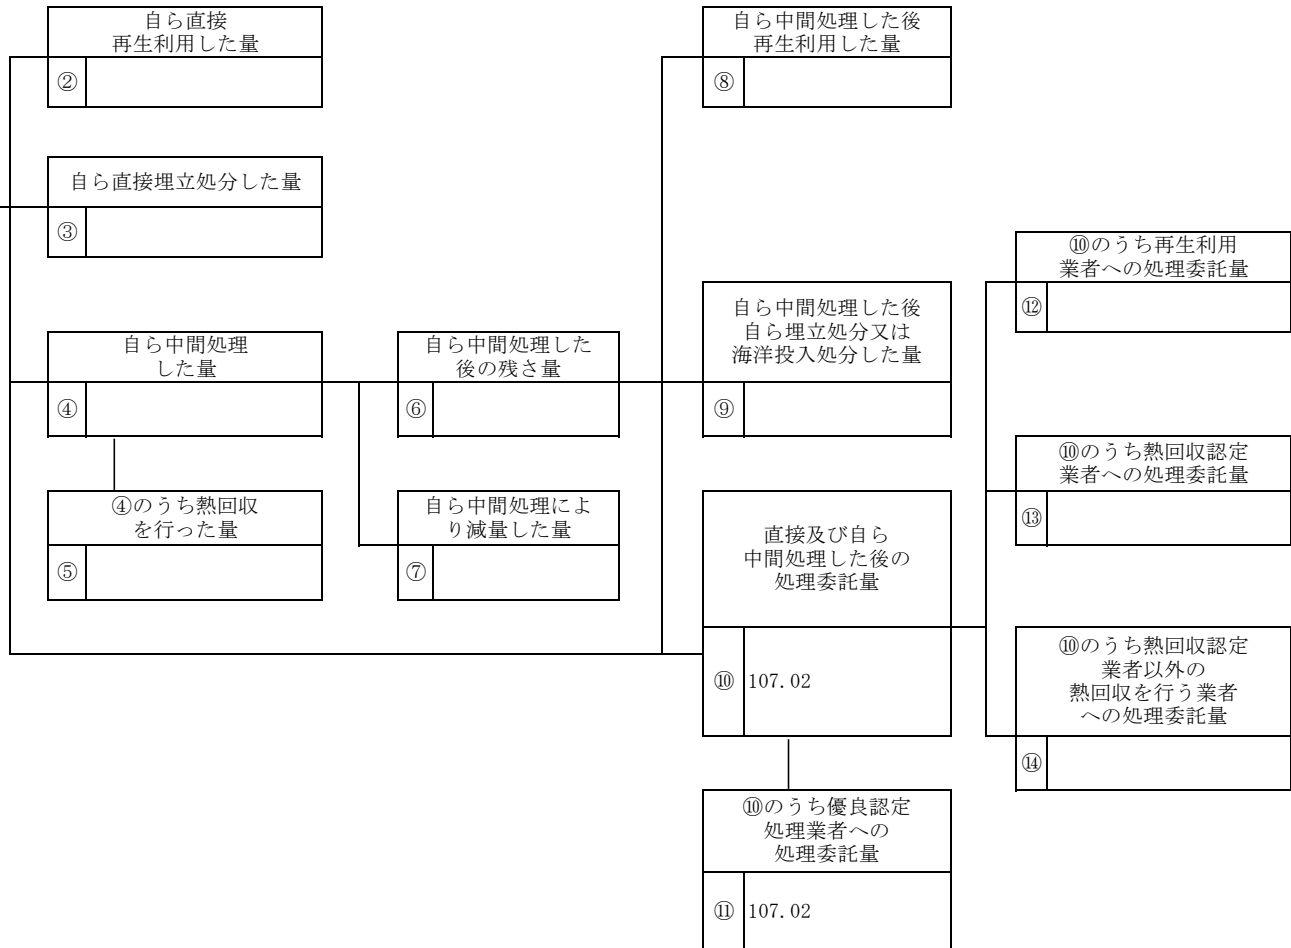 自ら直接
再生利用した量
②
自ら直接埋立処分した量
③
自ら中間処理
した量
④
④のうち熱回収
を行った量
⑤
自ら中間処理した
後の残さ量
⑥
自ら中間処理によ
り減量した量
⑦
自ら中間処理した後
再生利用した量
⑧
自ら中間処理した後
自ら埋立処分又は
海洋投入処分した量
⑨
直接及び自ら
中間処理した後の
処理委託量
⑩ 107.02
⑩のうち優良認定
処理業者への
処理委託量
⑪ 107.02
⑩のうち再生利用
業者への処理委託量
⑫
⑩のうち熱回収認定
業者への処理委託量
⑬
⑩のうち熱回収認定
業者以外の
熱回収を行う業者
への処理委託量
⑭